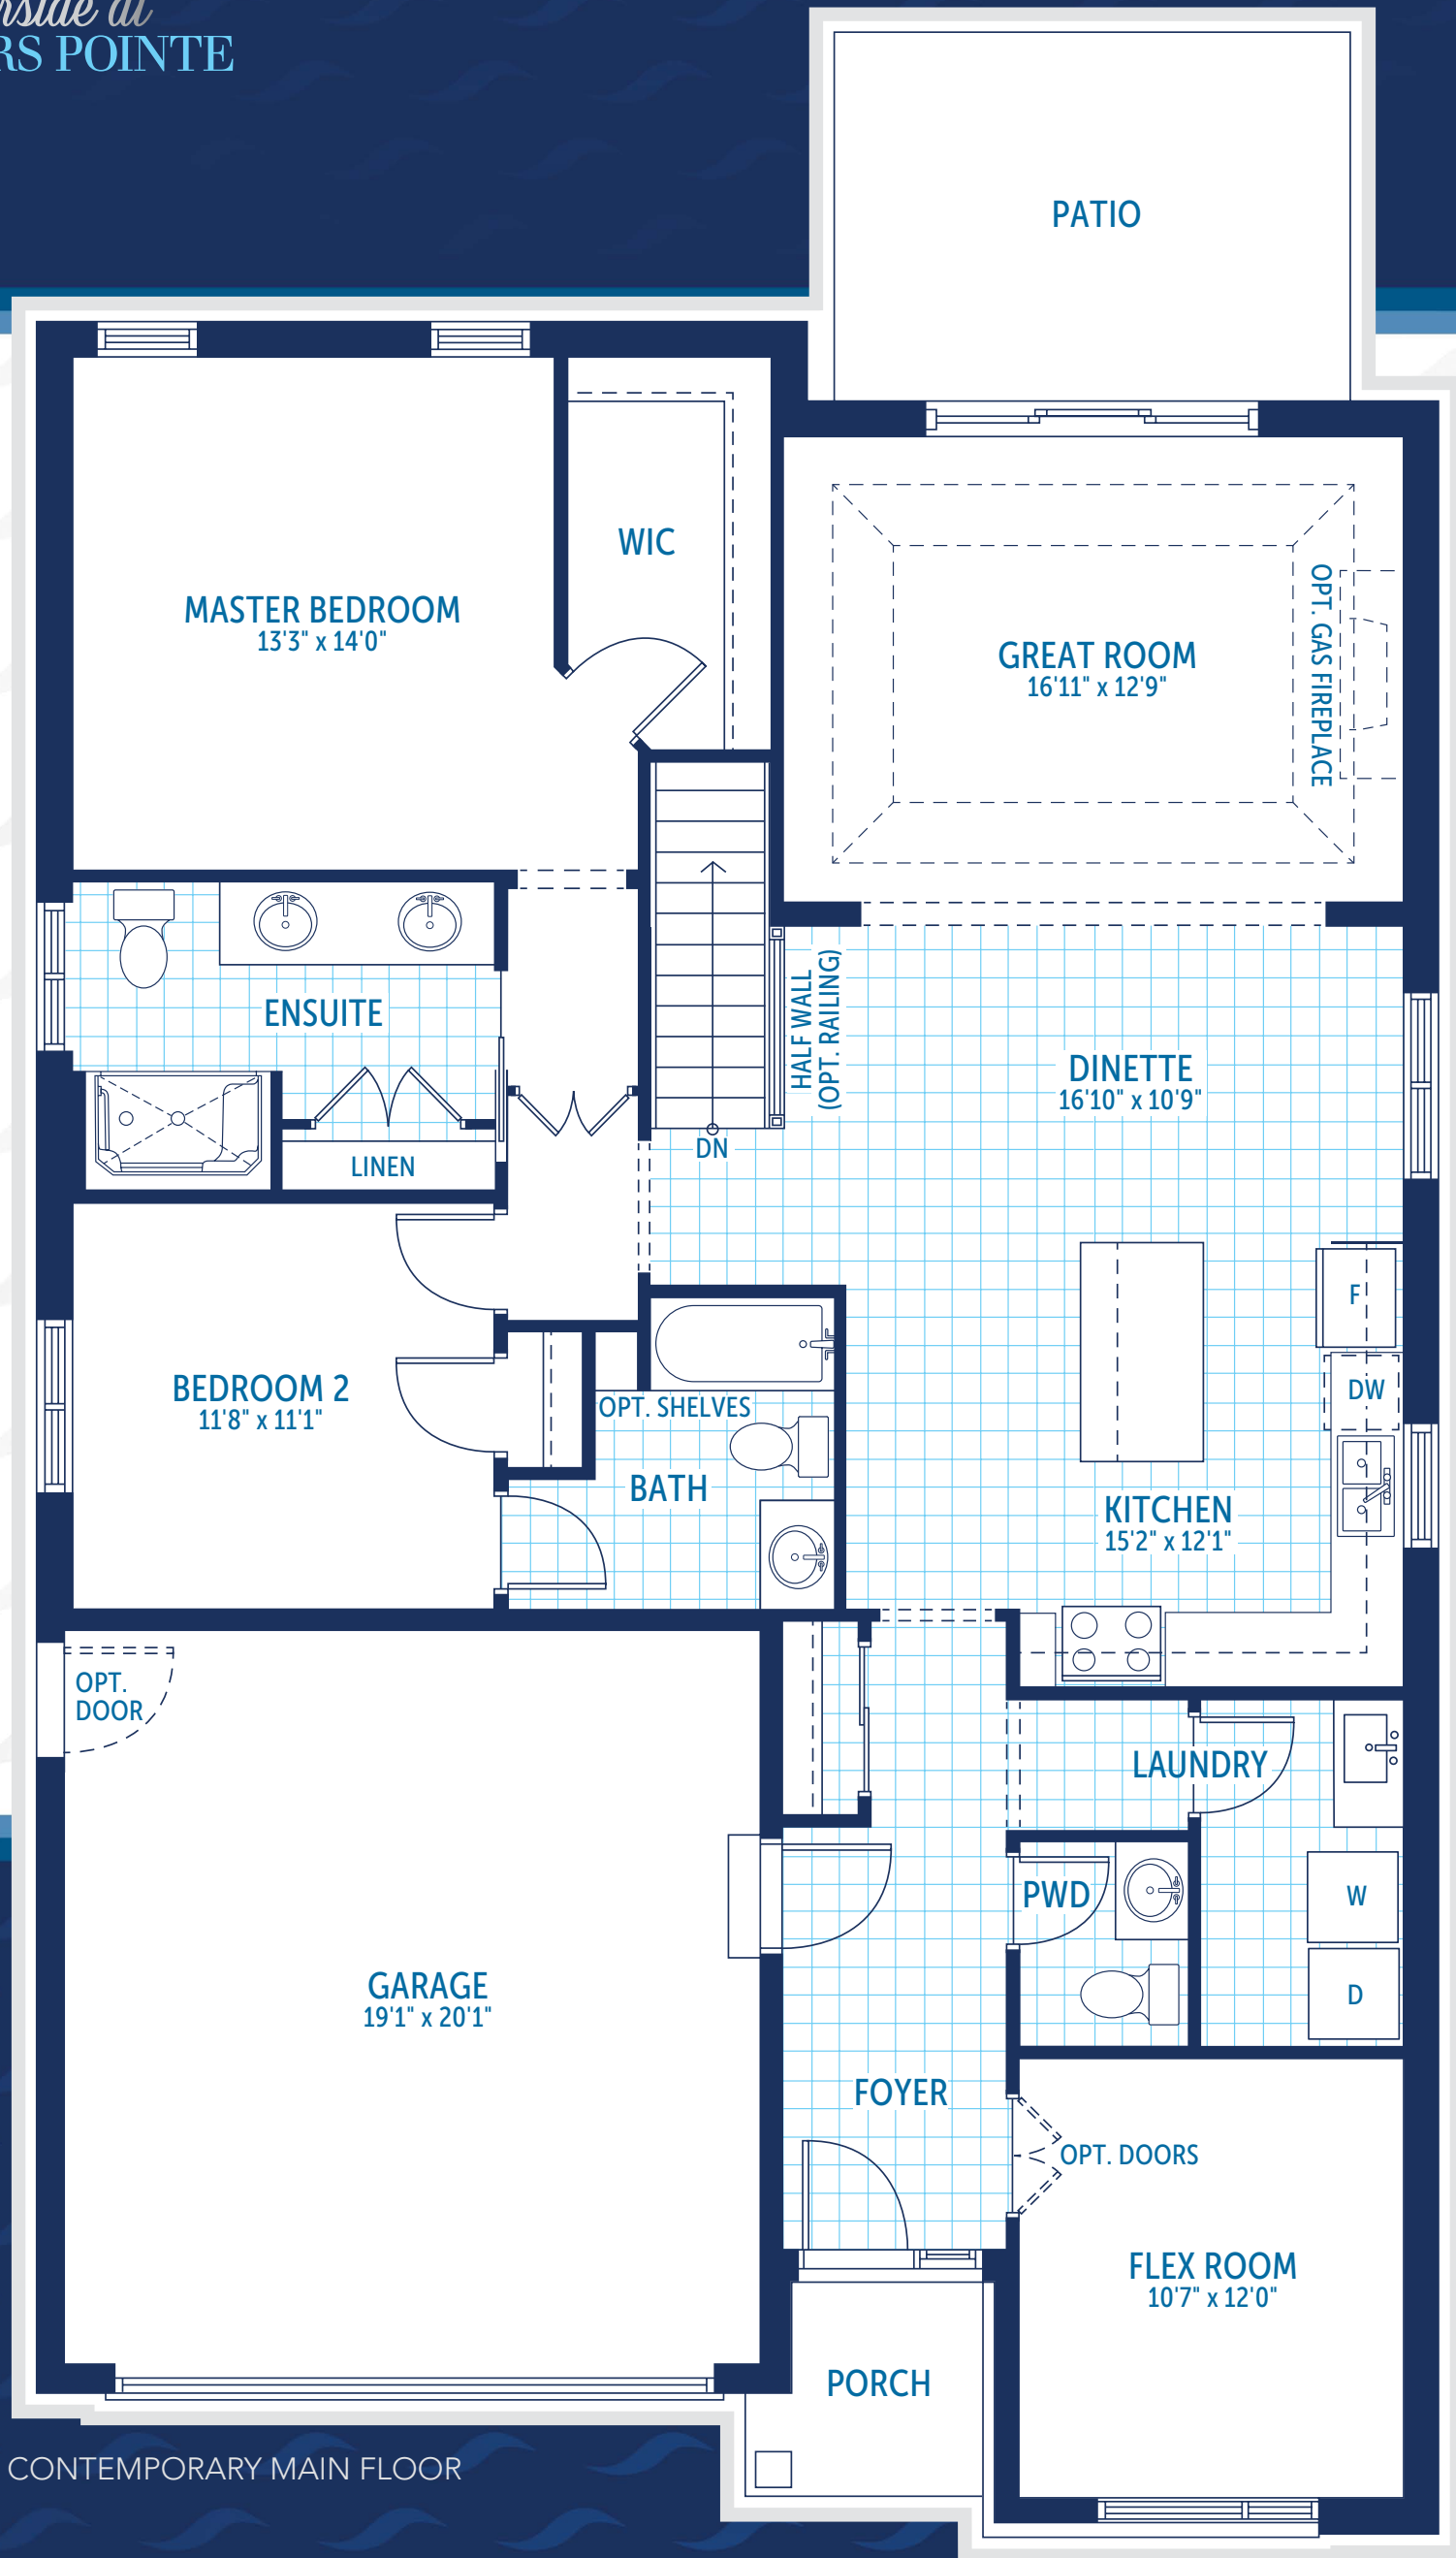 at
POINTE
PATIO
WIC
MASTER BEDROOM
13'3" x 14'0"
GREAT ROOM
16'11" x 12'9"
OPT. GAS FIREPLACE
ENSUITE
HALF WALL
(OPT. RAILING)
DINETTE
16'10" x 10'9"
DN
LINEN
F
DW
BEDROOM 2
11'8" x 11'1"
OPT. SHELVES
BATH
KITCHEN
15'2" x 12'1"
OPT.
DOOR
LAUNDRY
PWD
W
D
GARAGE
19'1" x 20'1"
FOYER
OPT. DOORS
FLEX ROOM
10'7" x 12'0"
PORCH
CONTEMPORARY MAIN FLOOR